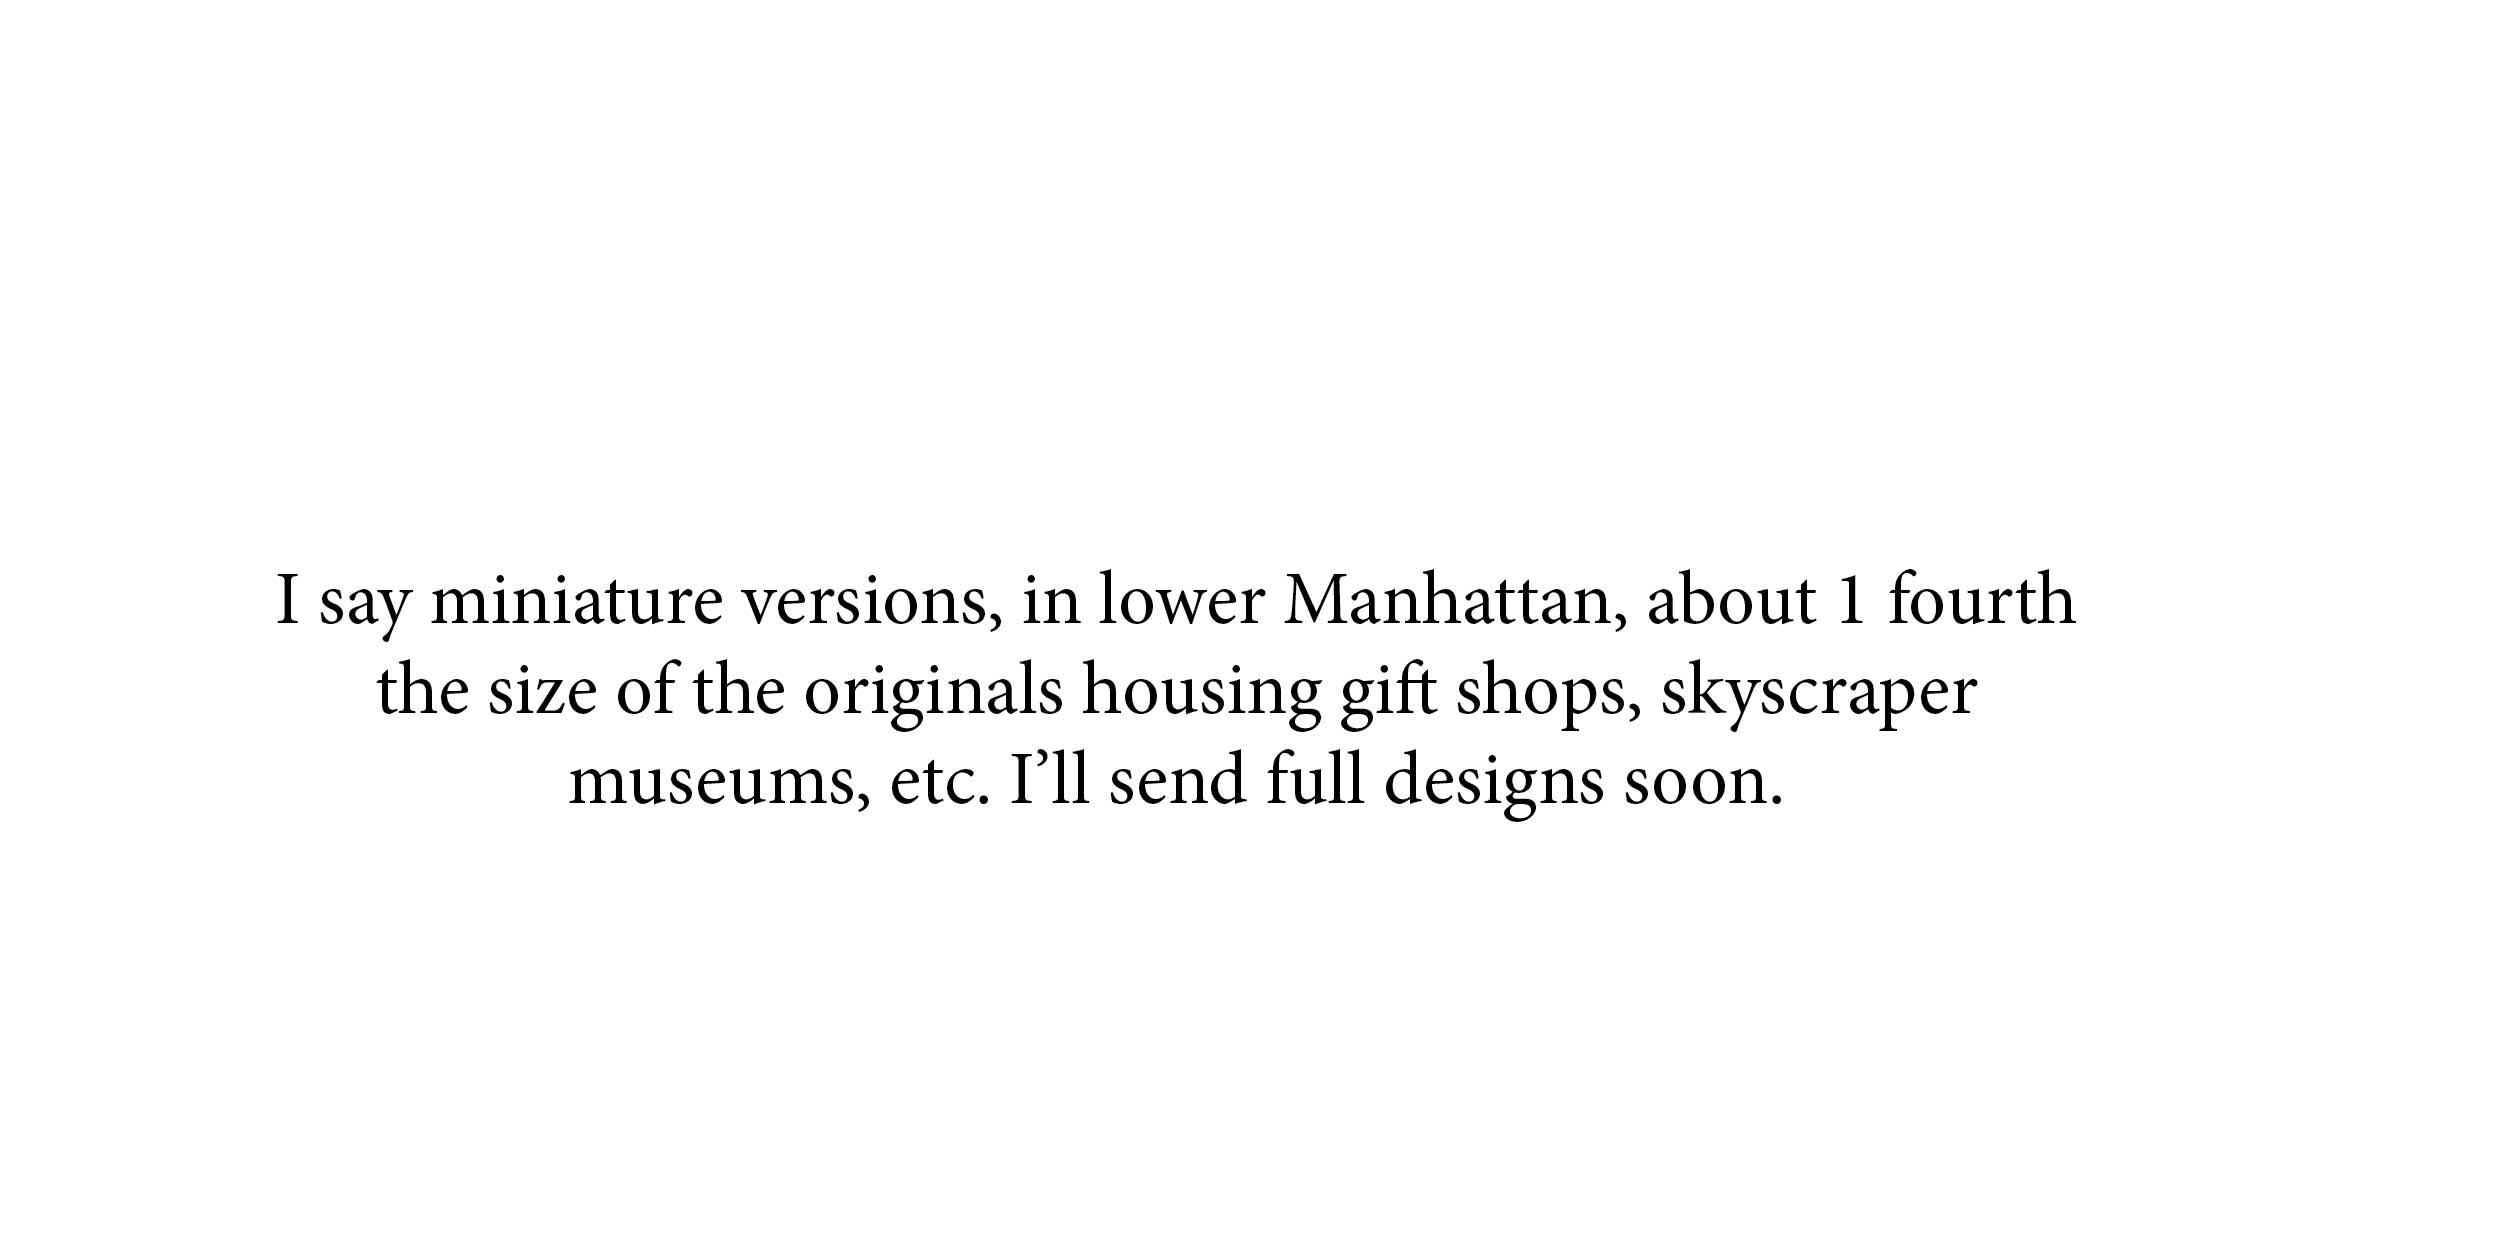 I say miniature versions, in lower Manhattan, about 1 fourth
the size of the originals housing gift shops, skyscraper
museums, etc. I’ll send full designs soon.